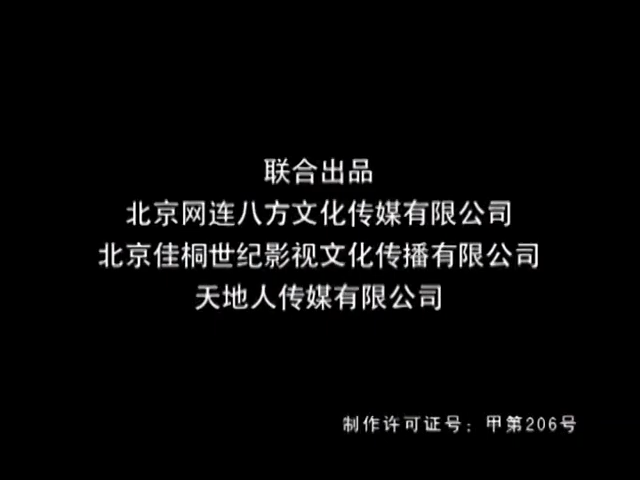 联合出品
北京网连八方文化传媒有限公司
北京佳桐世纪影视文化传播有限公司
天地人传媒有限公司
制作许可证号：甲第206号